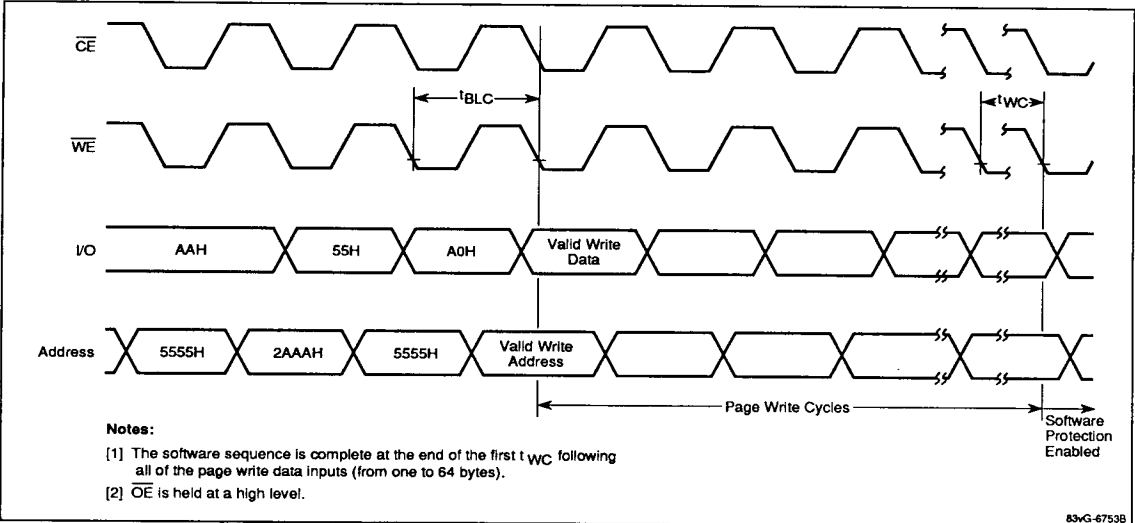 CE
tBLC
tWC
WE
I/O
AAH
55H
A0H
Valid Write
Data
Address
5555H
2AAAH
5555H
Valid Write
Address
Page Write Cycles
Software
Protection
Enabled
Notes:
[1] The software sequence is complete at the end of the first t WC following
all of the page write data inputs (from one to 64 bytes).
[2] OE is held at a high level.
83vG-6753B